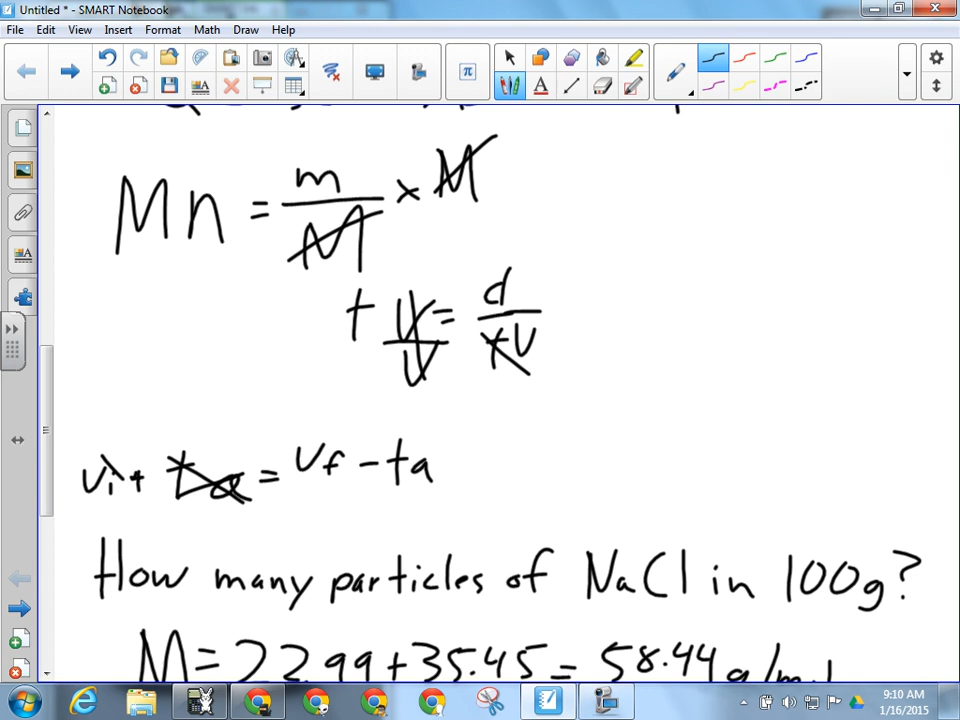 Untitled * - SMART Notebook
File Edit View Insert Format Math Draw Help
Mn = m/M × M
t v/v = d/tv
vi + ta = vf - ta
How many particles of NaCl in 100g?
M = 22.99 + 35.45 = 58.44 g/mol
9:10 AM
1/16/2015